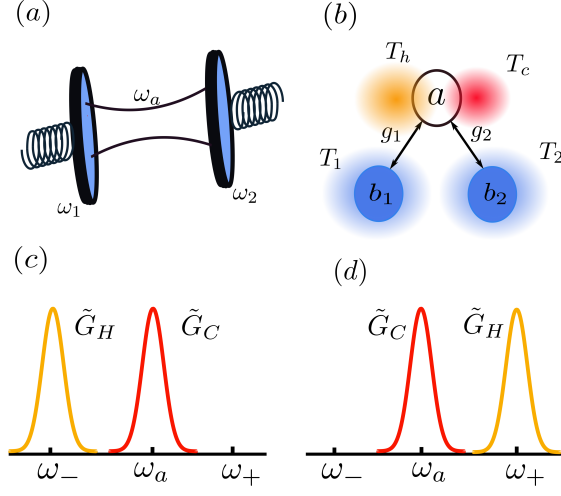 (a)
ω_a
ω_1
ω_2
(b)
T_h
T_c
a
g_1
g_2
T_1
T_2
b_1
b_2
(c)
G̃_H
G̃_C
ω_−
ω_a
ω_+
(d)
G̃_C
G̃_H
ω_−
ω_a
ω_+